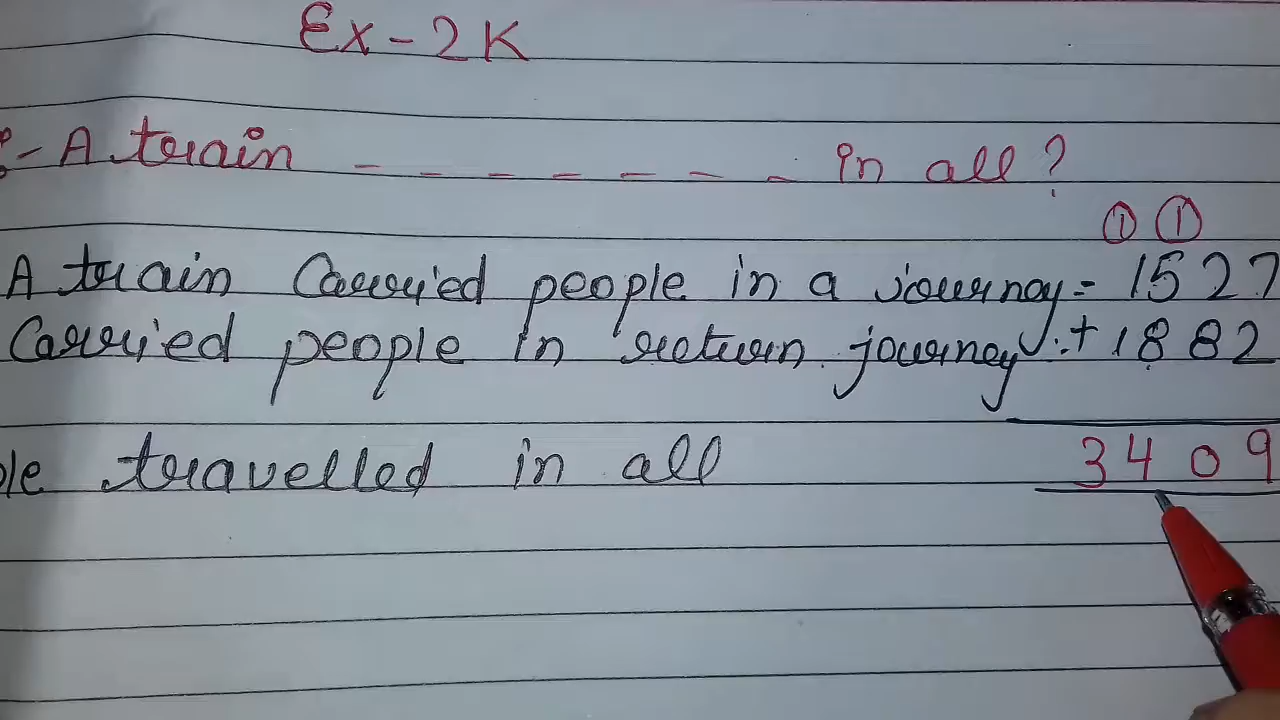 Ex-2K
- A train - - - - - - - in all?
① ①
A train Carried people in a journey = 1527
Carried people in return journey + 1882
travelled in all 3409